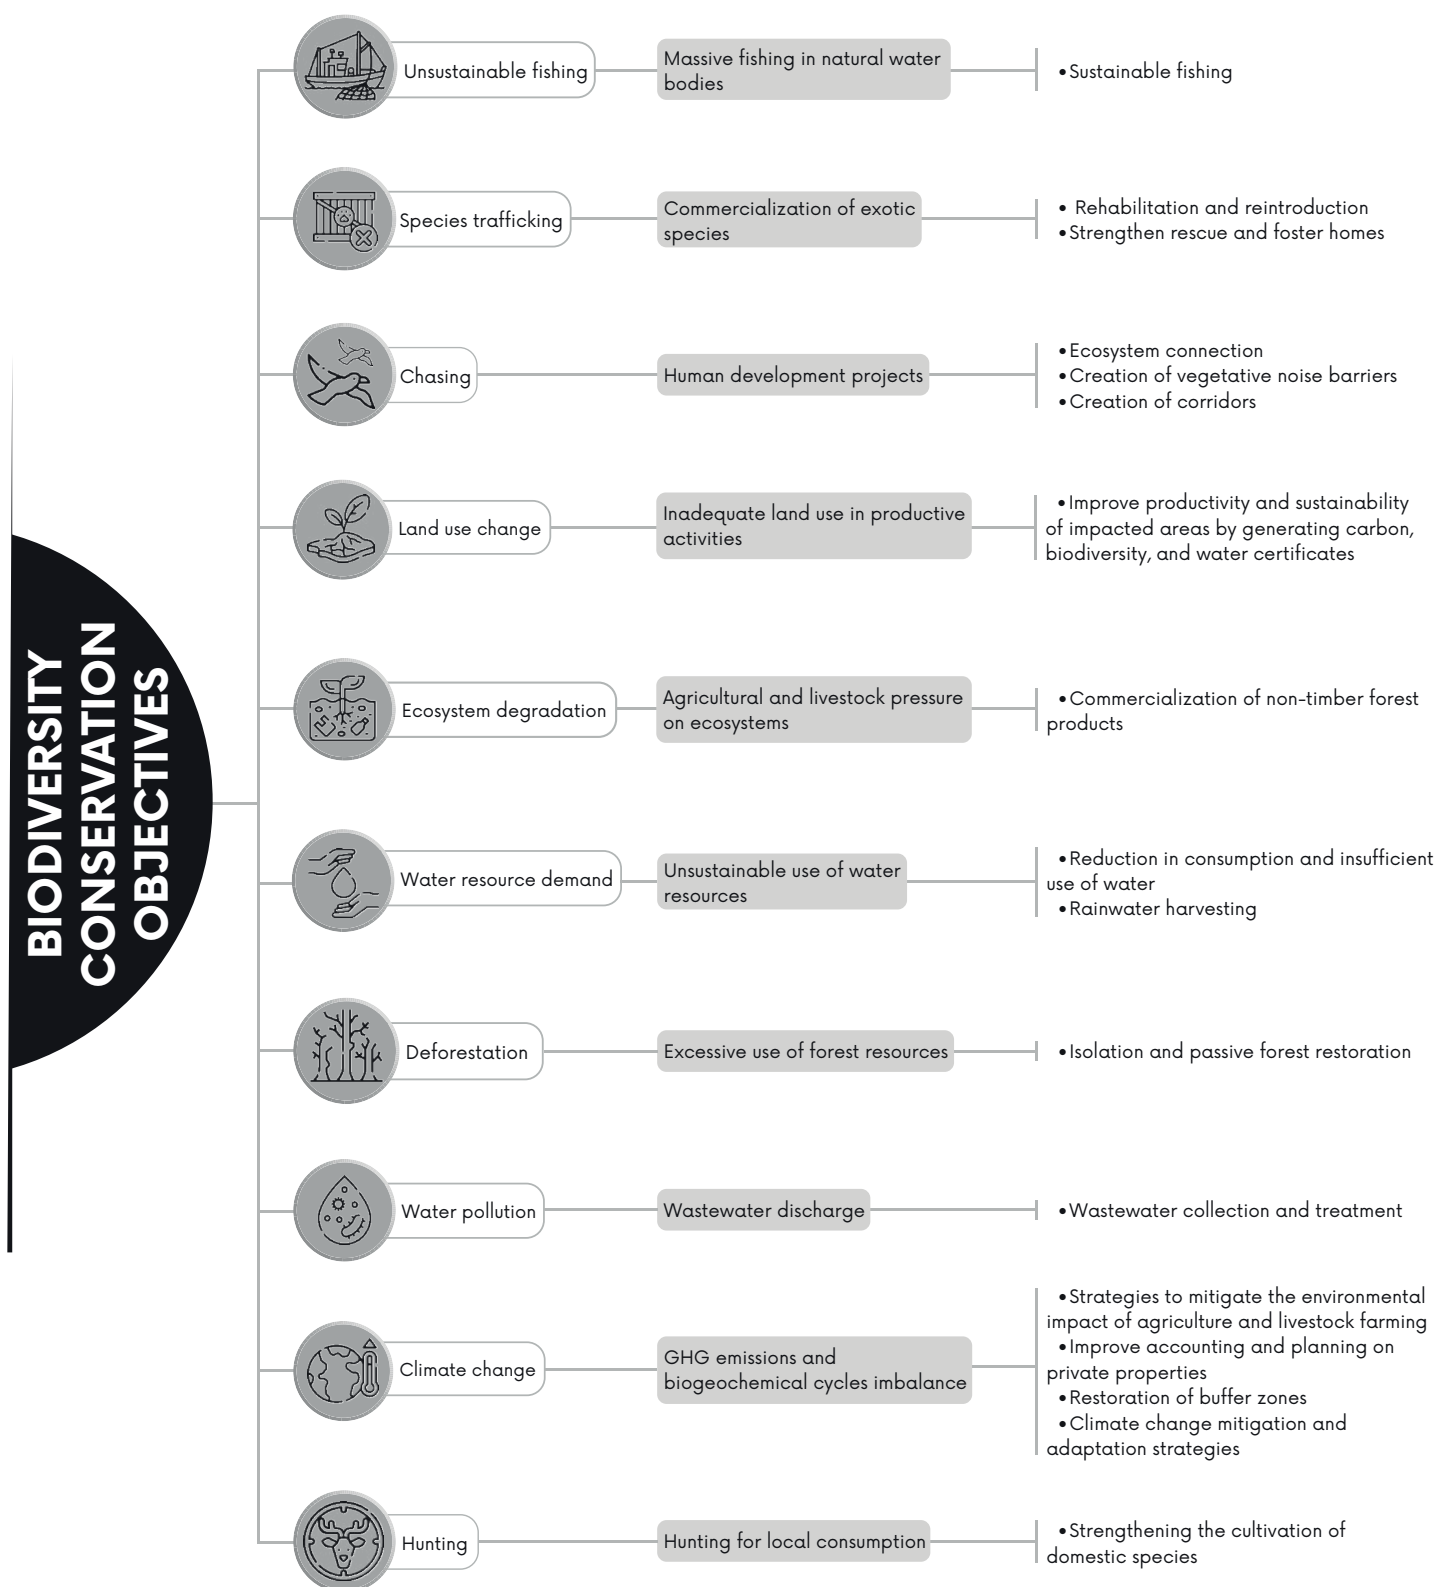 BIODIVERSITY
CONSERVATION
OBJECTIVES
Unsustainable fishing
Massive fishing in natural water
bodies
•Sustainable fishing
Species trafficking
Commercialization of exotic
species
• Rehabilitation and reintroduction
•Strengthen rescue and foster homes
Chasing
Human development projects
•Ecosystem connection
•Creation of vegetative noise barriers
•Creation of corridors
Land use change
Inadequate land use in productive
activities
•Improve productivity and sustainability
of impacted areas by generating carbon,
biodiversity, and water certificates
Ecosystem degradation
Agricultural and livestock pressure
on ecosystems
•Commercialization of non-timber forest
products
Water resource demand
Unsustainable use of water
resources
•Reduction in consumption and insufficient
use of water
•Rainwater harvesting
Deforestation
Excessive use of forest resources
•Isolation and passive forest restoration
Water pollution
Wastewater discharge
•Wastewater collection and treatment
Climate change
GHG emissions and
biogeochemical cycles imbalance
•Strategies to mitigate the environmental
impact of agriculture and livestock farming
•Improve accounting and planning on
private properties
•Restoration of buffer zones
•Climate change mitigation and
adaptation strategies
Hunting
Hunting for local consumption
•Strengthening the cultivation of
domestic species